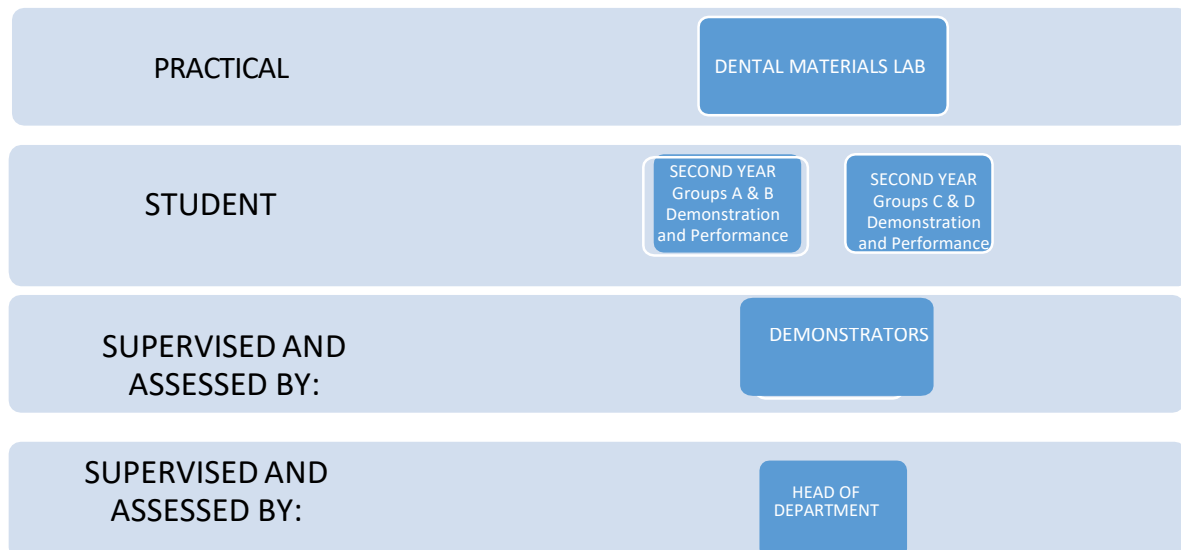 PRACTICAL
DENTAL MATERIALS LAB
STUDENT
SECOND YEAR
Groups A & B
Demonstration
and Performance
SECOND YEAR
Groups C & D
Demonstration
and Performance
SUPERVISED AND
ASSESSED BY:
DEMONSTRATORS
SUPERVISED AND
ASSESSED BY:
HEAD OF
DEPARTMENT